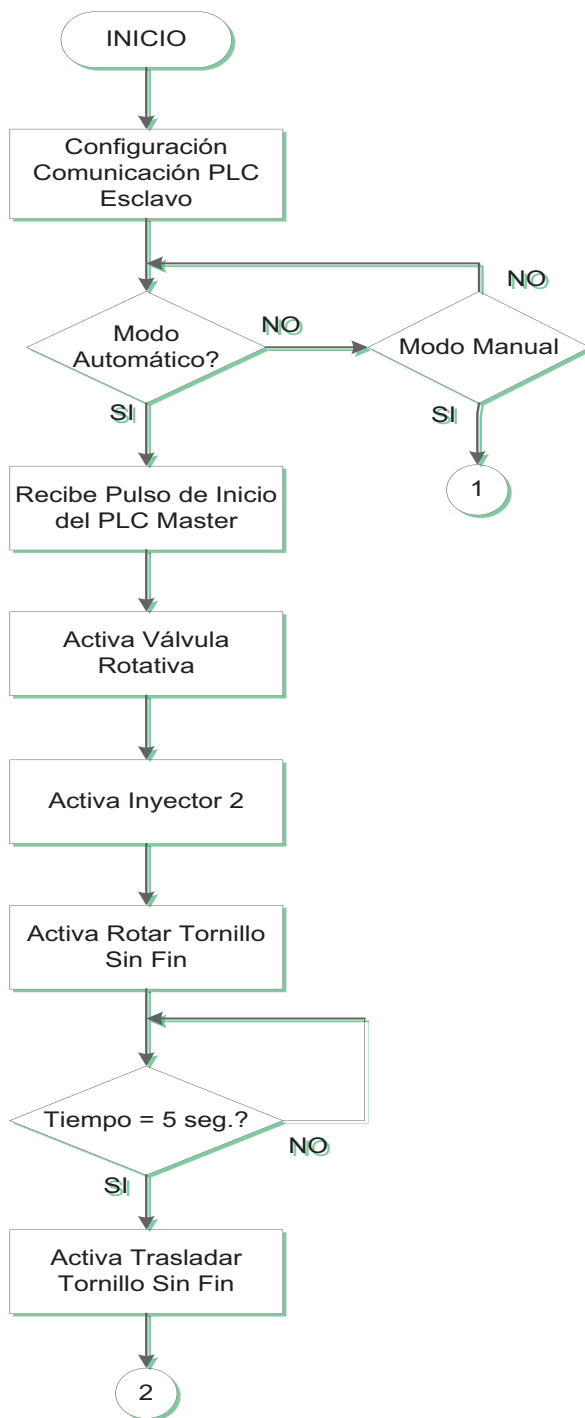 INICIO
Configuración
Comunicación PLC
Esclavo
NO
Modo
Automático?
NO
Modo Manual
SI
SI
1
Recibe Pulso de Inicio
del PLC Master
Activa Válvula
Rotativa
Activa Inyector 2
Activa Rotar Tornillo
Sin Fin
Tiempo = 5 seg.?
NO
SI
Activa Trasladar
Tornillo Sin Fin
2